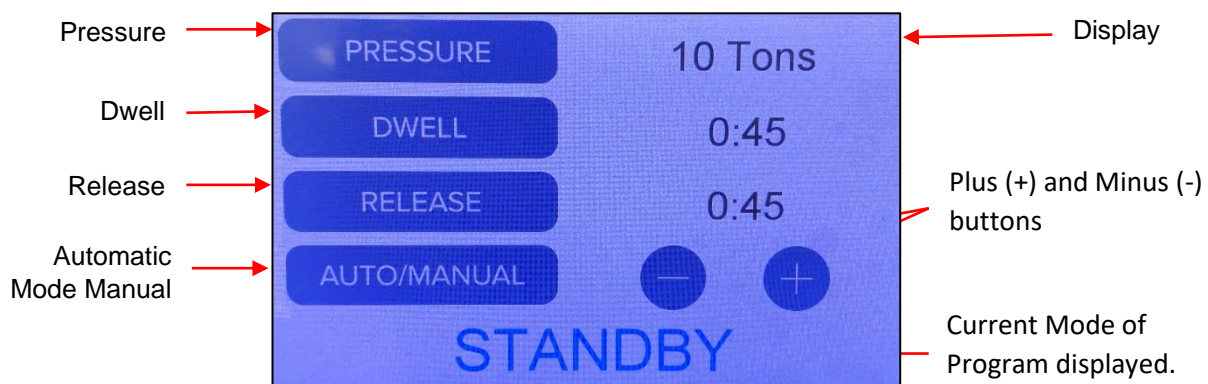 Pressure
PRESSURE
10 Tons
Display
Dwell
DWELL
0:45
Release
RELEASE
0:45
Plus (+) and Minus (-)
buttons
Automatic
Mode Manual
AUTO/MANUAL
- +
STANDBY
Current Mode of
Program displayed.